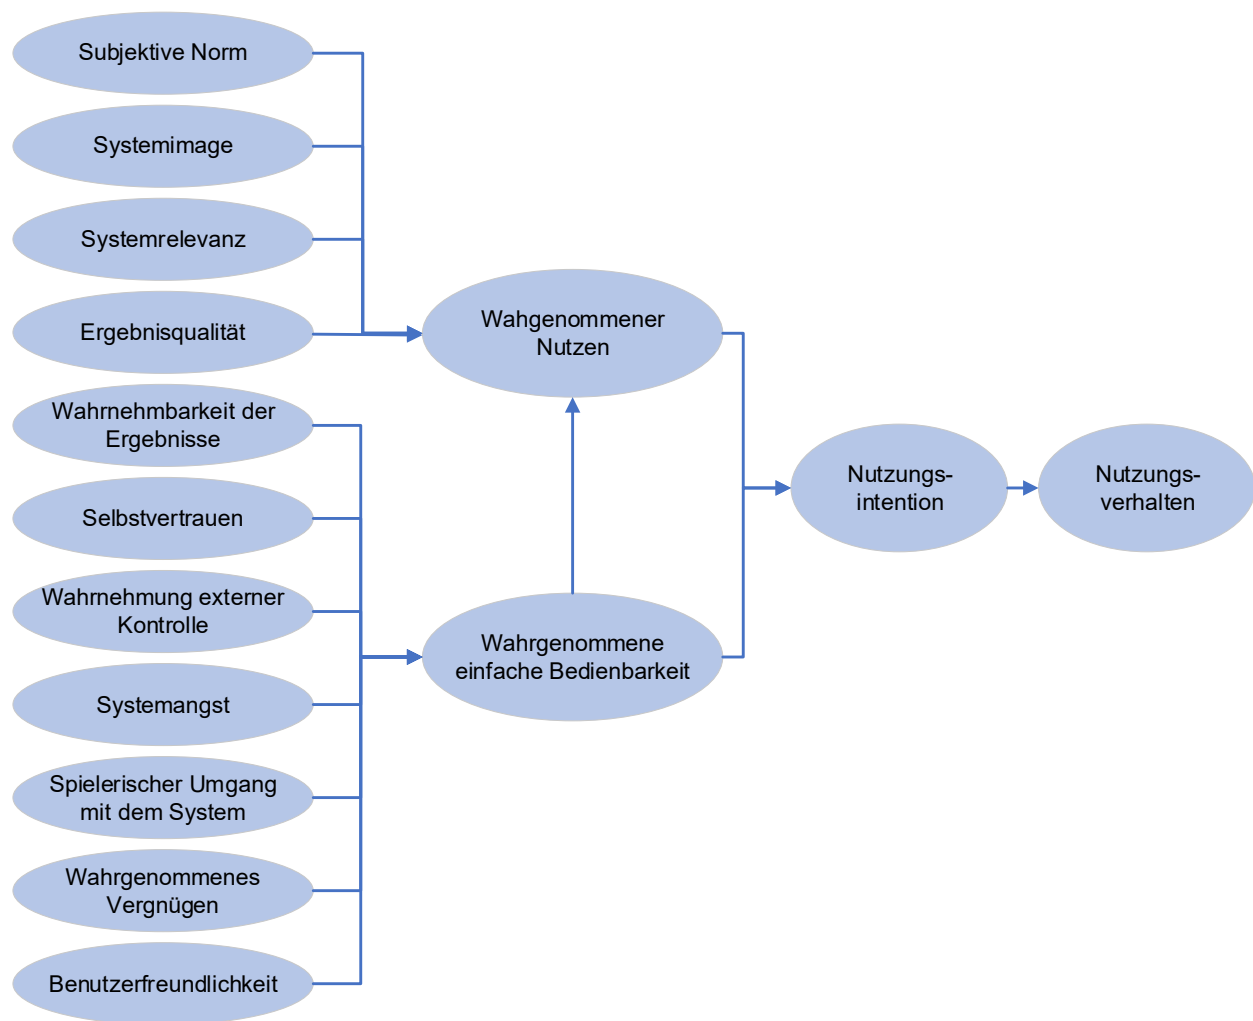 Subjektive Norm
Systemimage
Systemrelevanz
Ergebnisqualität
Wahrnehmbarkeit der
Ergebnisse
Selbstvertrauen
Wahrnehmung externer
Kontrolle
Systemangst
Spielerischer Umgang
mit dem System
Wahrgenommenes
Vergnügen
Benutzerfreundlichkeit
Wahgenommener
Nutzen
Wahrgenommene
einfache Bedienbarkeit
Nutzungs-
intention
Nutzungs-
verhalten